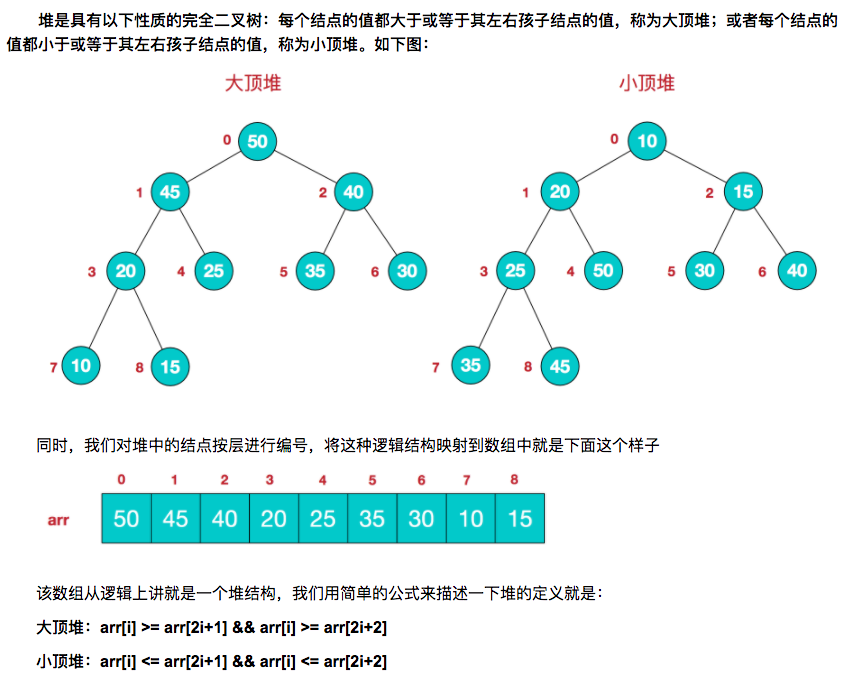 堆是具有以下性质的完全二叉树：每个结点的值都大于或等于其左右孩子结点的值，称为大顶堆；或者每个结点的
值都小于或等于其左右孩子结点的值，称为小顶堆。如下图：
大顶堆 小顶堆
0 50 0 10
1 45 2 40 1 20 2 15
3 20 4 25 5 35 6 30 3 25 4 50 5 30 6 40
7 10 8 15 7 35 8 45
同时，我们对堆中的结点按层进行编号，将这种逻辑结构映射到数组中就是下面这个样子
0 1 2 3 4 5 6 7 8
arr 50 45 40 20 25 35 30 10 15
该数组从逻辑上讲就是一个堆结构，我们用简单的公式来描述一下堆的定义就是：
大顶堆：arr[i] >= arr[2i+1] && arr[i] >= arr[2i+2]
小顶堆：arr[i] <= arr[2i+1] && arr[i] <= arr[2i+2]